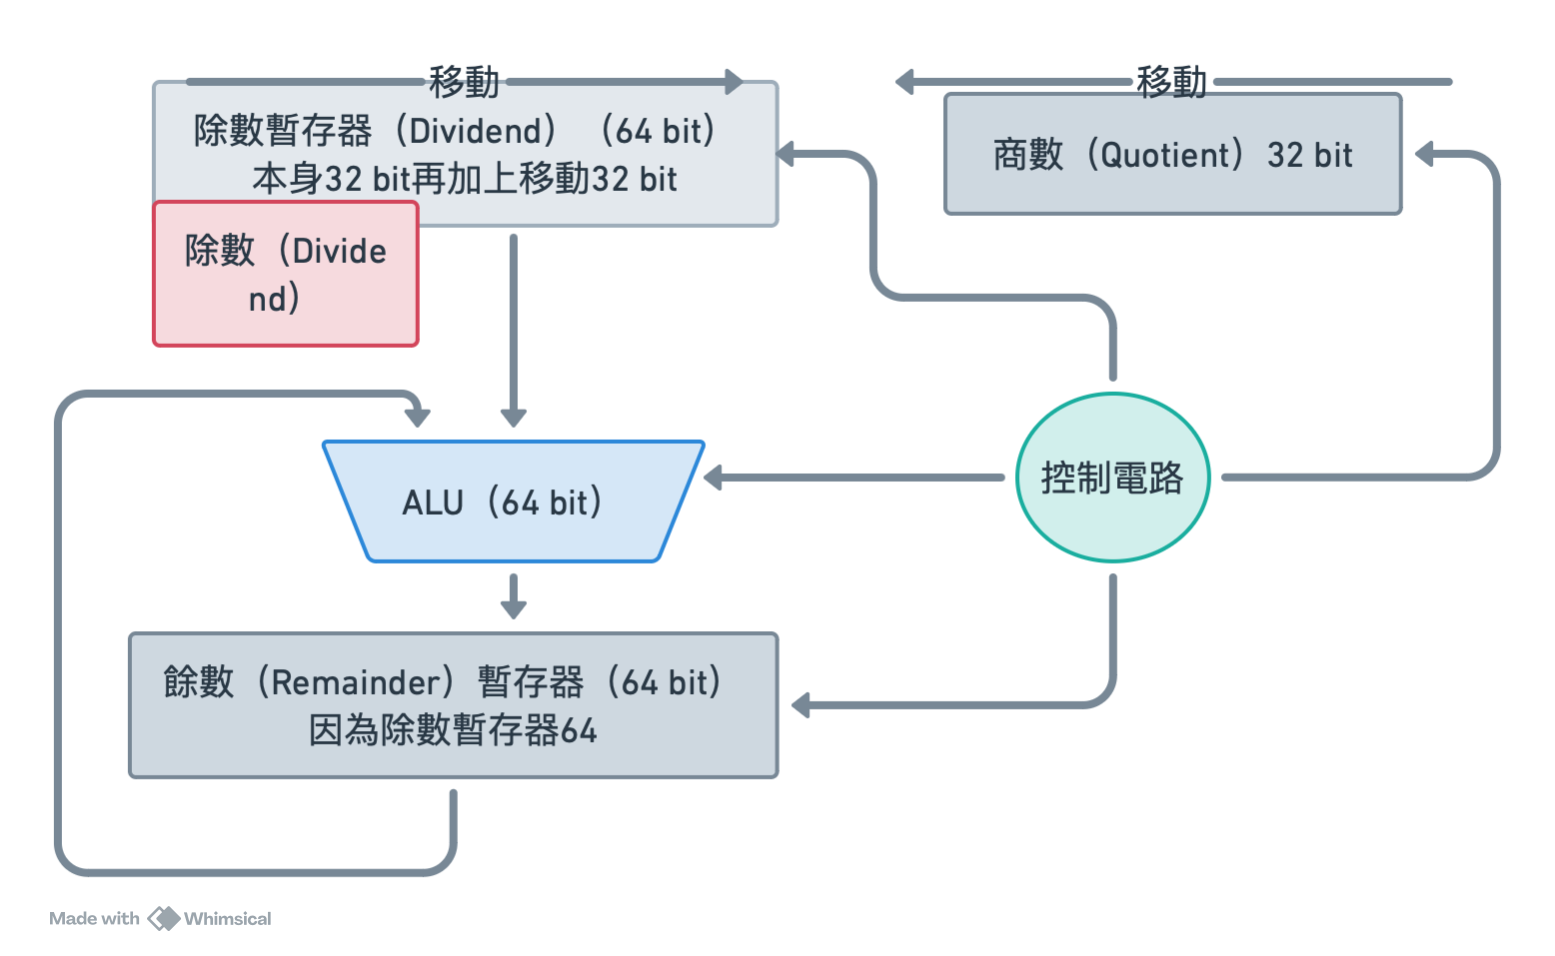 移動
移動
除數暫存器（Dividend）（64 bit）
本身32 bit再加上移動32 bit
商數（Quotient）32 bit
除數（Divide
nd）
控制電路
ALU（64 bit）
餘數（Remainder）暫存器（64 bit）
因為除數暫存器64
Made with Whimsical